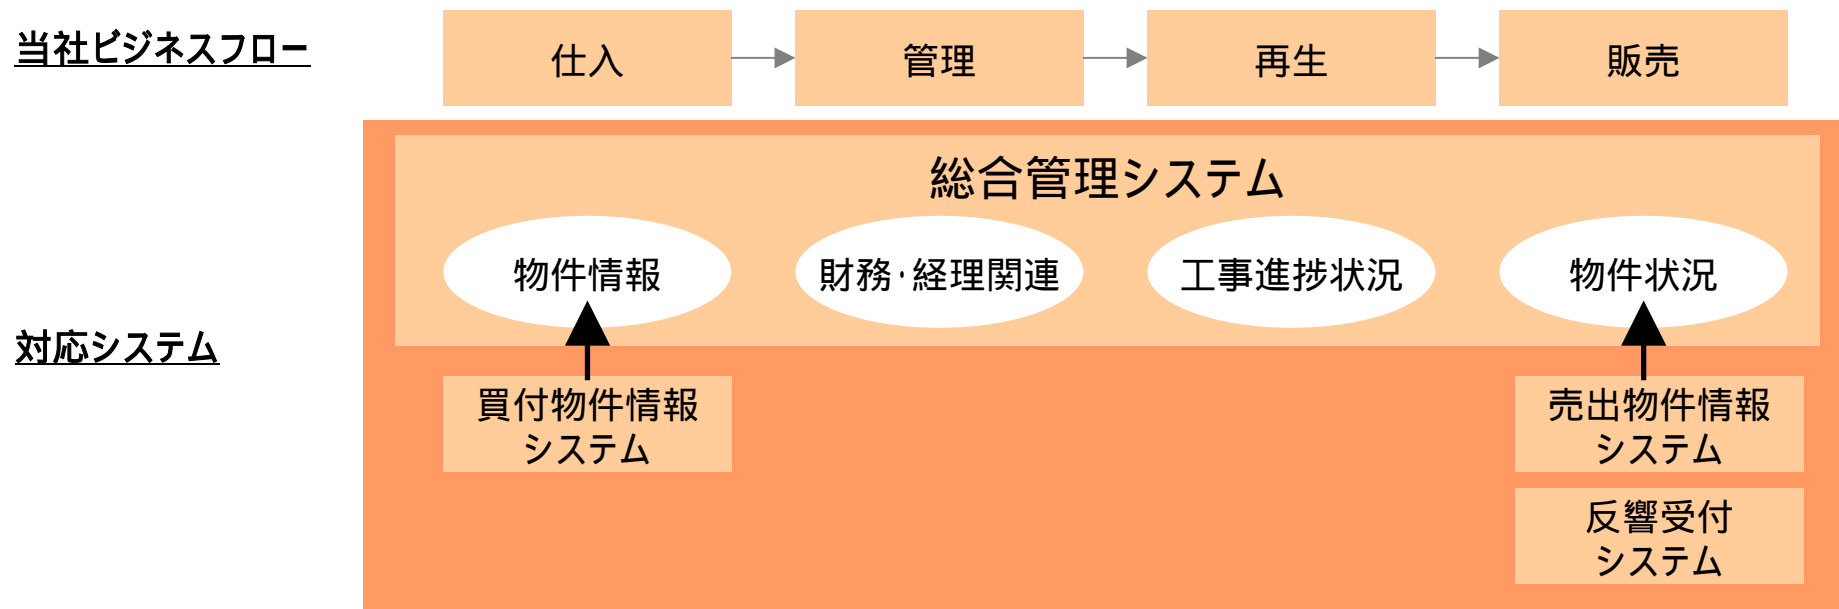 当社ビジネスフロー
仕入
管理
再生
販売
総合管理システム
物件情報
財務・経理関連
工事進捗状況
物件状況
対応システム
買付物件情報
システム
売出物件情報
システム
反響受付
システム